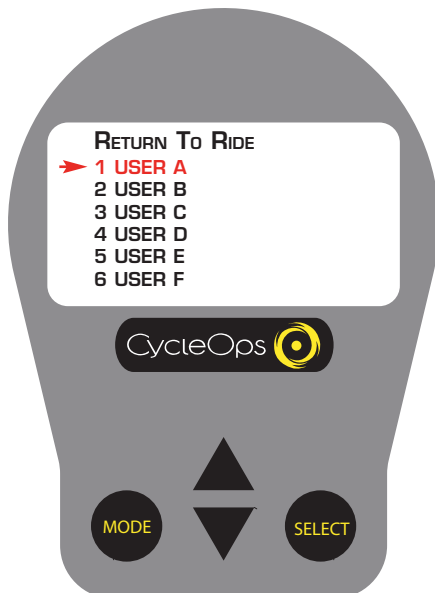 Return To Ride
1 USER A
2 USER B
3 USER C
4 USER D
5 USER E
6 USER F
CycleOps
MODE
SELECT